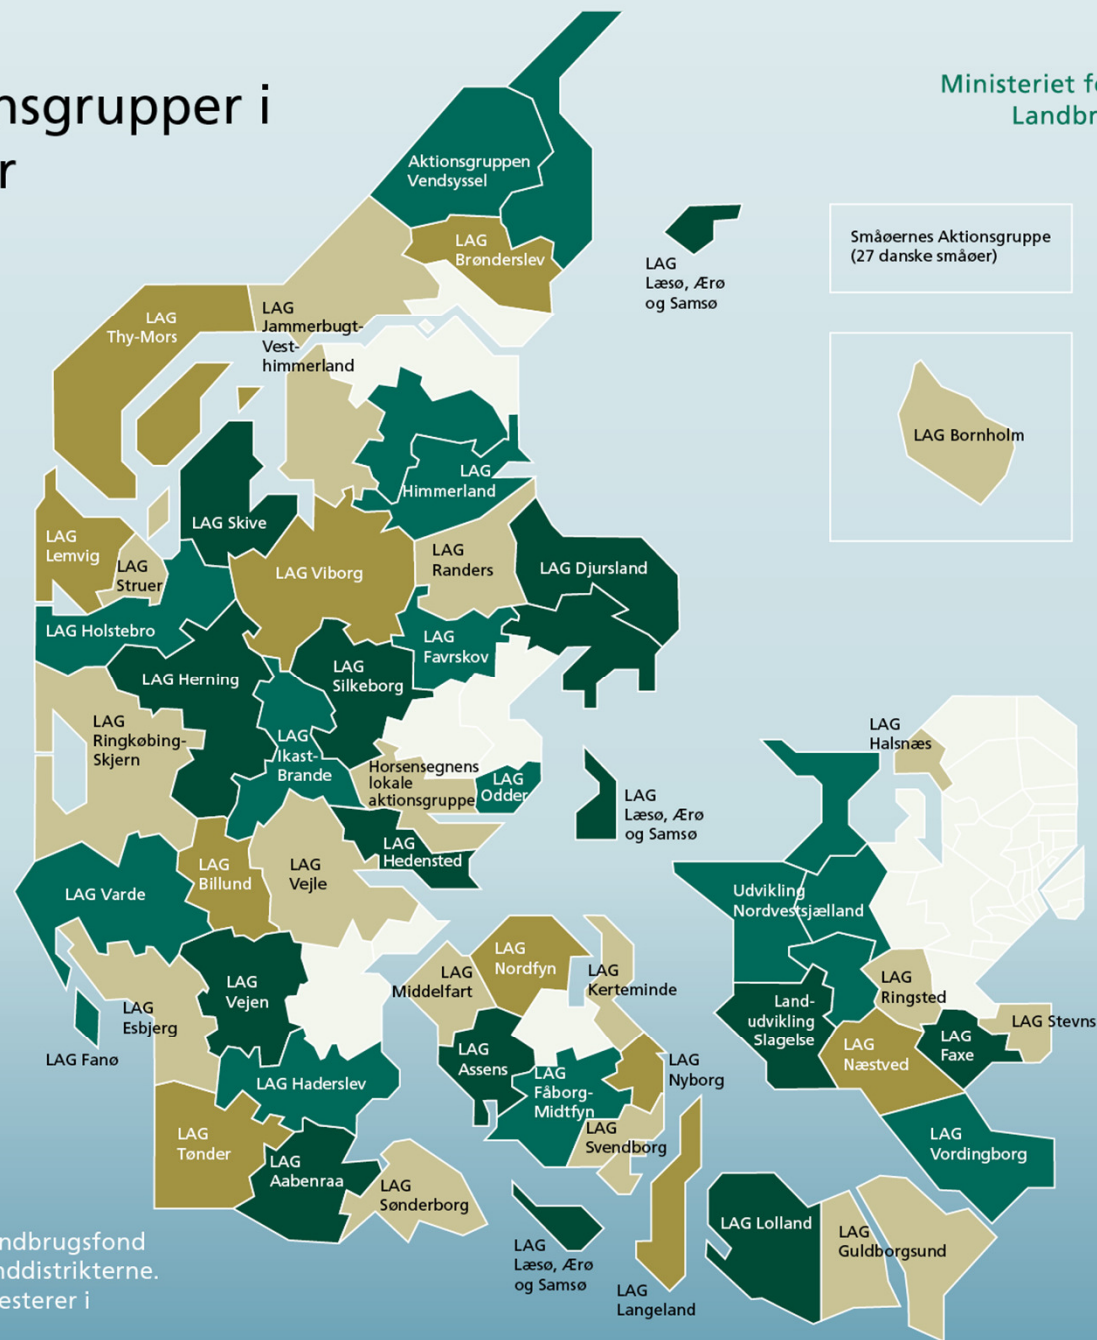 nsgrupper i
r
Ministeriet f
Landbr
Aktionsgruppen
Vendsyssel
LAG
Brønderslev
LAG
Læsø, Ærø
og Samsø
Småøernes Aktionsgruppe
(27 danske småøer)
LAG
Thy-Mors
LAG
Jammerbugt-
Vest-
himmerland
LAG Bornholm
LAG
Himmerland
LAG Skive
LAG
Lemvig
LAG
Struer
LAG Viborg
LAG
Randers
LAG Djursland
LAG Holstebro
LAG
Favrskov
LAG Herning
LAG
Silkeborg
LAG
Ringkøbing-
Skjern
LAG
Ikast-
Brande
Horsensegnens
lokale
aktionsgruppe
LAG
Odder
LAG
Halsnæs
LAG
Læsø, Ærø
og Samsø
LAG
Hedensted
LAG
Billund
LAG
Vejle
LAG Varde
Udvikling
Nordvestsjælland
LAG
Nordfyn
LAG
Middelfart
LAG
Kerteminde
LAG
Ringsted
LAG
Vejen
LAG
Esbjerg
Land-
udvikling
Slagelse
LAG Stevns
LAG Fanø
LAG
Assens
LAG
Næstved
LAG
Faxe
LAG Haderslev
LAG
Fåborg-
Midtfyn
LAG
Nyborg
LAG
Tønder
LAG
Svendborg
LAG
Vordingborg
LAG
Aabenraa
LAG
Sønderborg
LAG Lolland
LAG
Guldborgsund
LAG
Læsø, Ærø
og Samsø
LAG
Langeland
ndbrugsfond
nddistrikterne.
esterer i